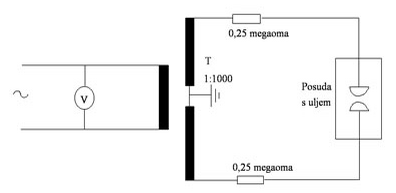 0,25 megaoma
T
1:1000
V
Posuda
s uljem
0,25 megaoma